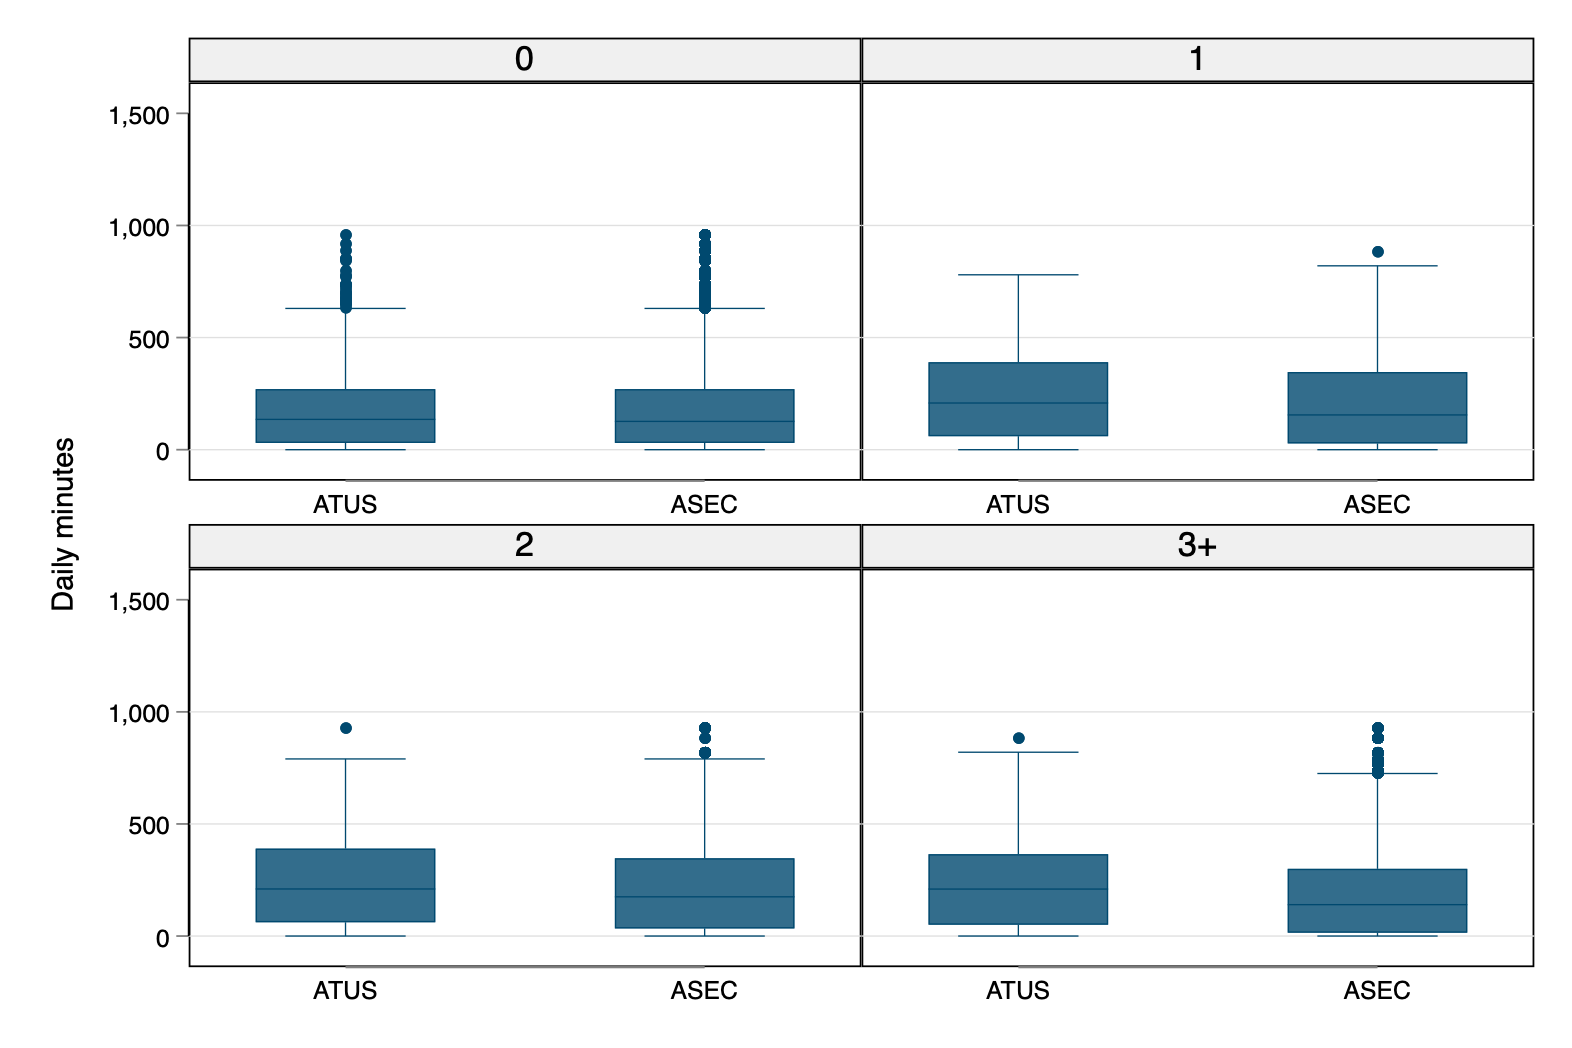 0
1
1,500
1,000
500
0
ATUS
ASEC
ATUS
ASEC
Daily minutes
2
3+
1,500
1,000
500
0
ATUS
ASEC
ATUS
ASEC